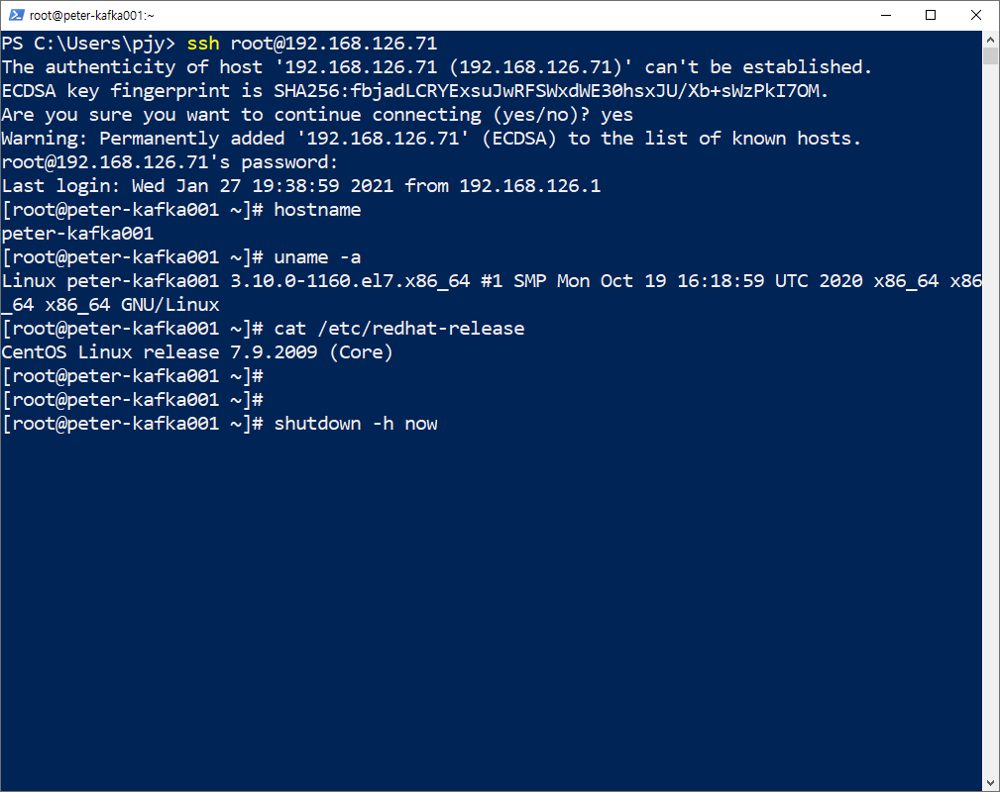 root@peter-kafka001:~
PS C:\Users\pjy> ssh root@192.168.126.71
The authenticity of host '192.168.126.71 (192.168.126.71)' can't be established.
ECDSA key fingerprint is SHA256:fbjadLCRYExsuJwRFSWxdWE30hsxJU/Xb+sWzPkI7OM.
Are you sure you want to continue connecting (yes/no)? yes
Warning: Permanently added '192.168.126.71' (ECDSA) to the list of known hosts.
root@192.168.126.71's password:
Last login: Wed Jan 27 19:38:59 2021 from 192.168.126.1
[root@peter-kafka001 ~]# hostname
peter-kafka001
[root@peter-kafka001 ~]# uname -a
Linux peter-kafka001 3.10.0-1160.el7.x86_64 #1 SMP Mon Oct 19 16:18:59 UTC 2020 x86_64 x86
_64 x86_64 GNU/Linux
[root@peter-kafka001 ~]# cat /etc/redhat-release
CentOS Linux release 7.9.2009 (Core)
[root@peter-kafka001 ~]#
[root@peter-kafka001 ~]#
[root@peter-kafka001 ~]# shutdown -h now